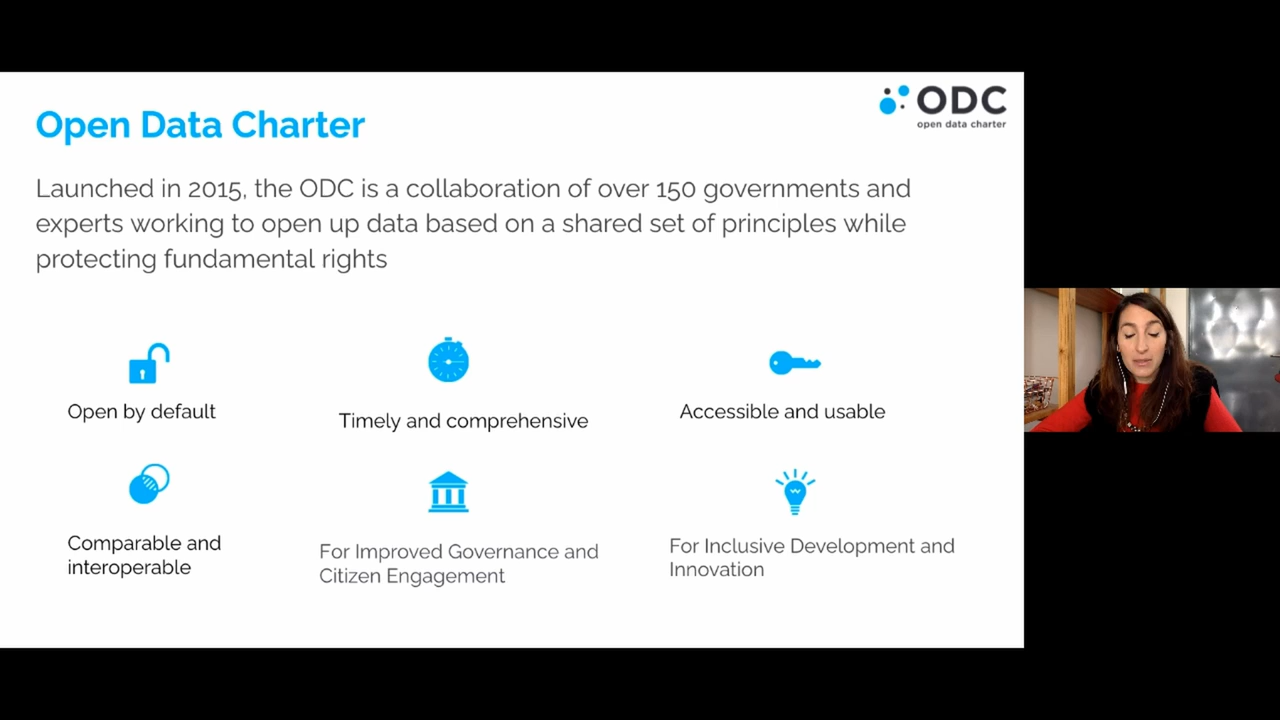 Open Data Charter
ODC
open data charter
Launched in 2015, the ODC is a collaboration of over 150 governments and
experts working to open up data based on a shared set of principles while
protecting fundamental rights
Open by default
Timely and comprehensive
Accessible and usable
Comparable and
interoperable
For Improved Governance and
Citizen Engagement
For Inclusive Development and
Innovation